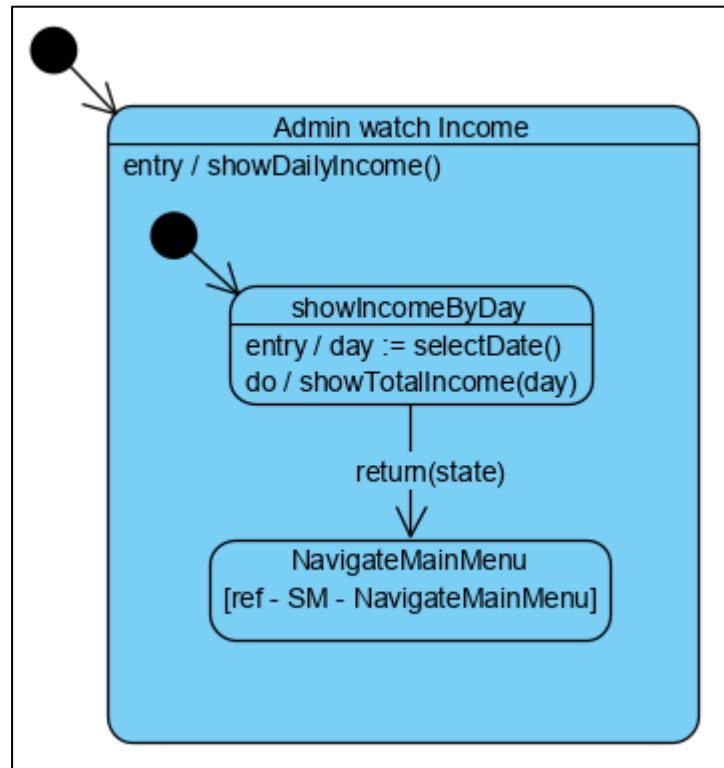 Admin watch Income
entry / showDailyIncome()
showIncomeByDay
entry / day := selectDate()
do / showTotalIncome(day)
return(state)
NavigateMainMenu
[ref - SM - NavigateMainMenu]